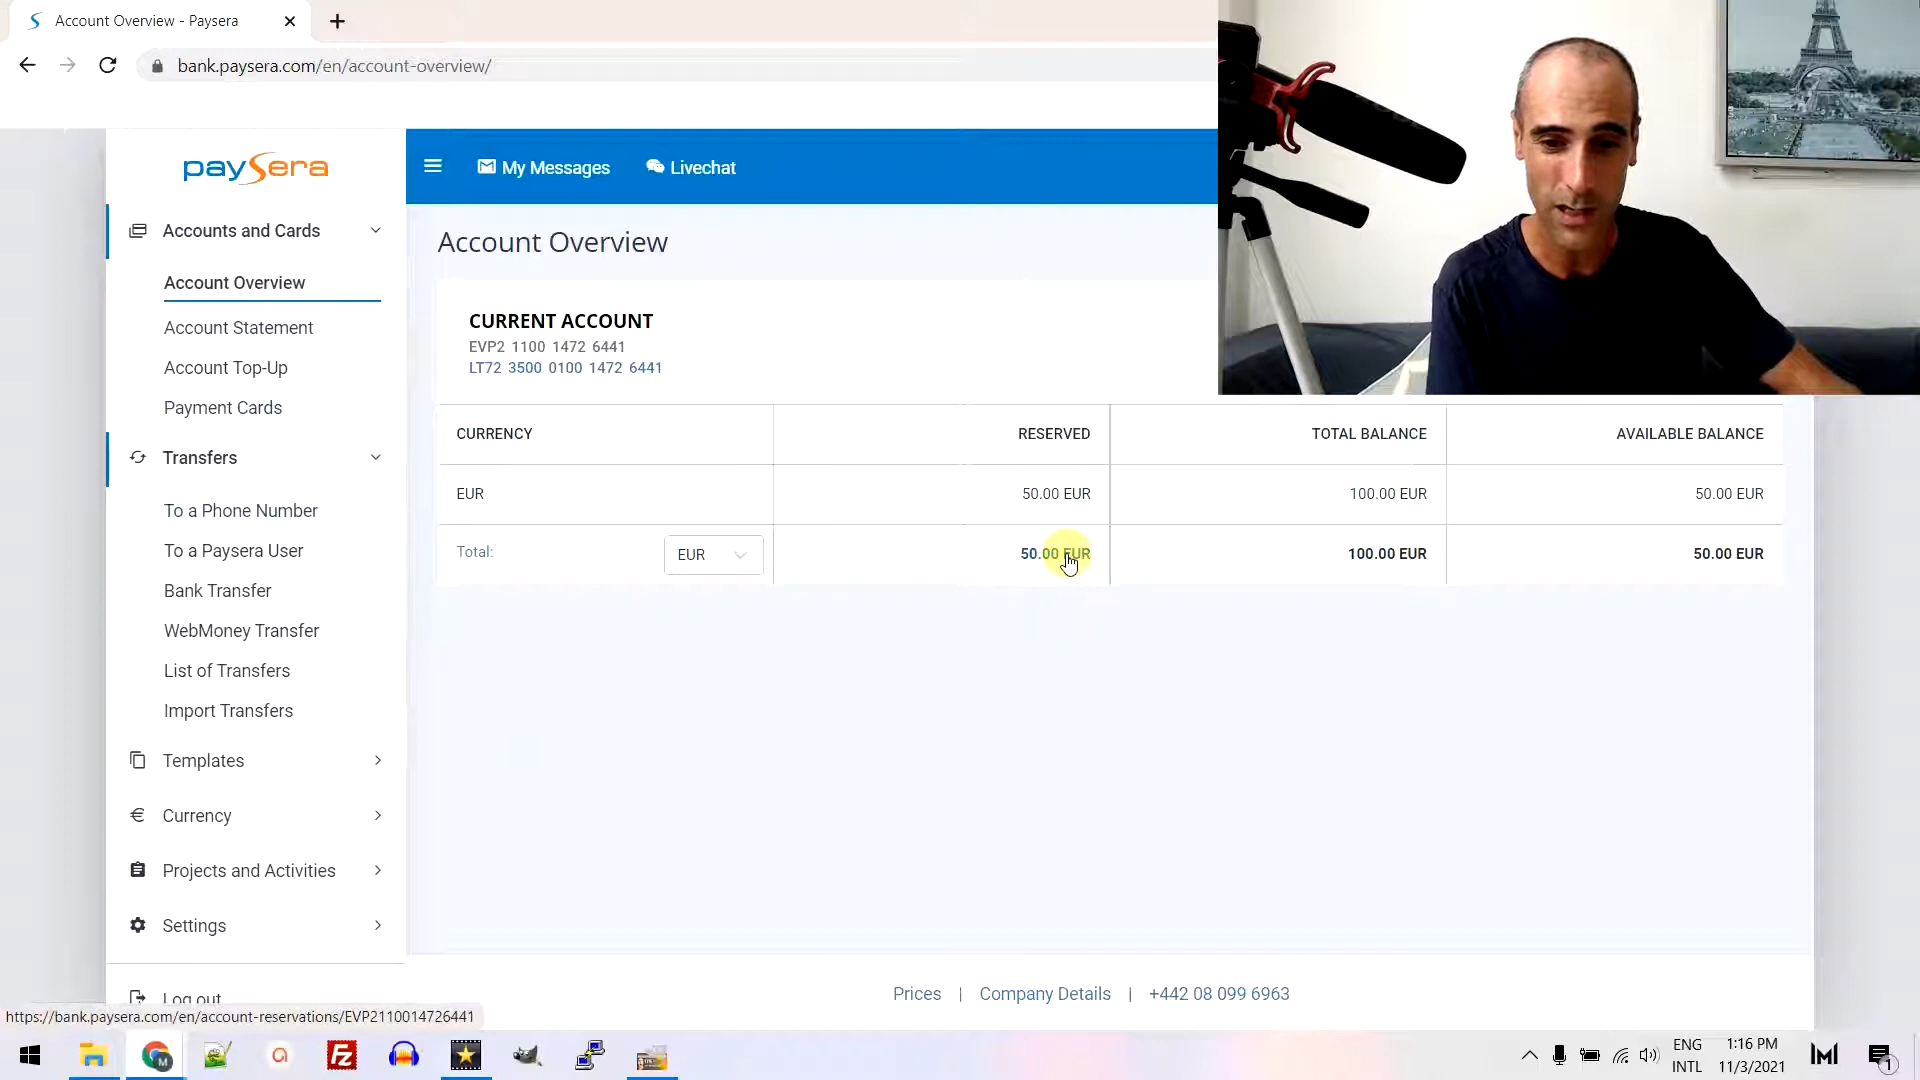 Account Overview - Paysera
bank.paysera.com/en/account-overview/
paysera
My Messages
Livechat
Accounts and Cards
Account Overview
Account Statement
Account Top-Up
Payment Cards
Transfers
To a Phone Number
To a Paysera User
Bank Transfer
WebMoney Transfer
List of Transfers
Import Transfers
Templates
€ Currency
Projects and Activities
Settings
Log out
Account Overview
CURRENT ACCOUNT
EVP2 1100 1472 6441
LT72 3500 0100 1472 6441
CURRENCY RESERVED TOTAL BALANCE AVAILABLE BALANCE
EUR 50.00 EUR 100.00 EUR 50.00 EUR
Total: EUR 50.00 EUR 100.00 EUR 50.00 EUR
Prices | Company Details | +442 08 099 6963
https://bank.paysera.com/en/account-reservations/EVP2110014726441
ENG
INTL
1:16 PM
11/3/2021
1